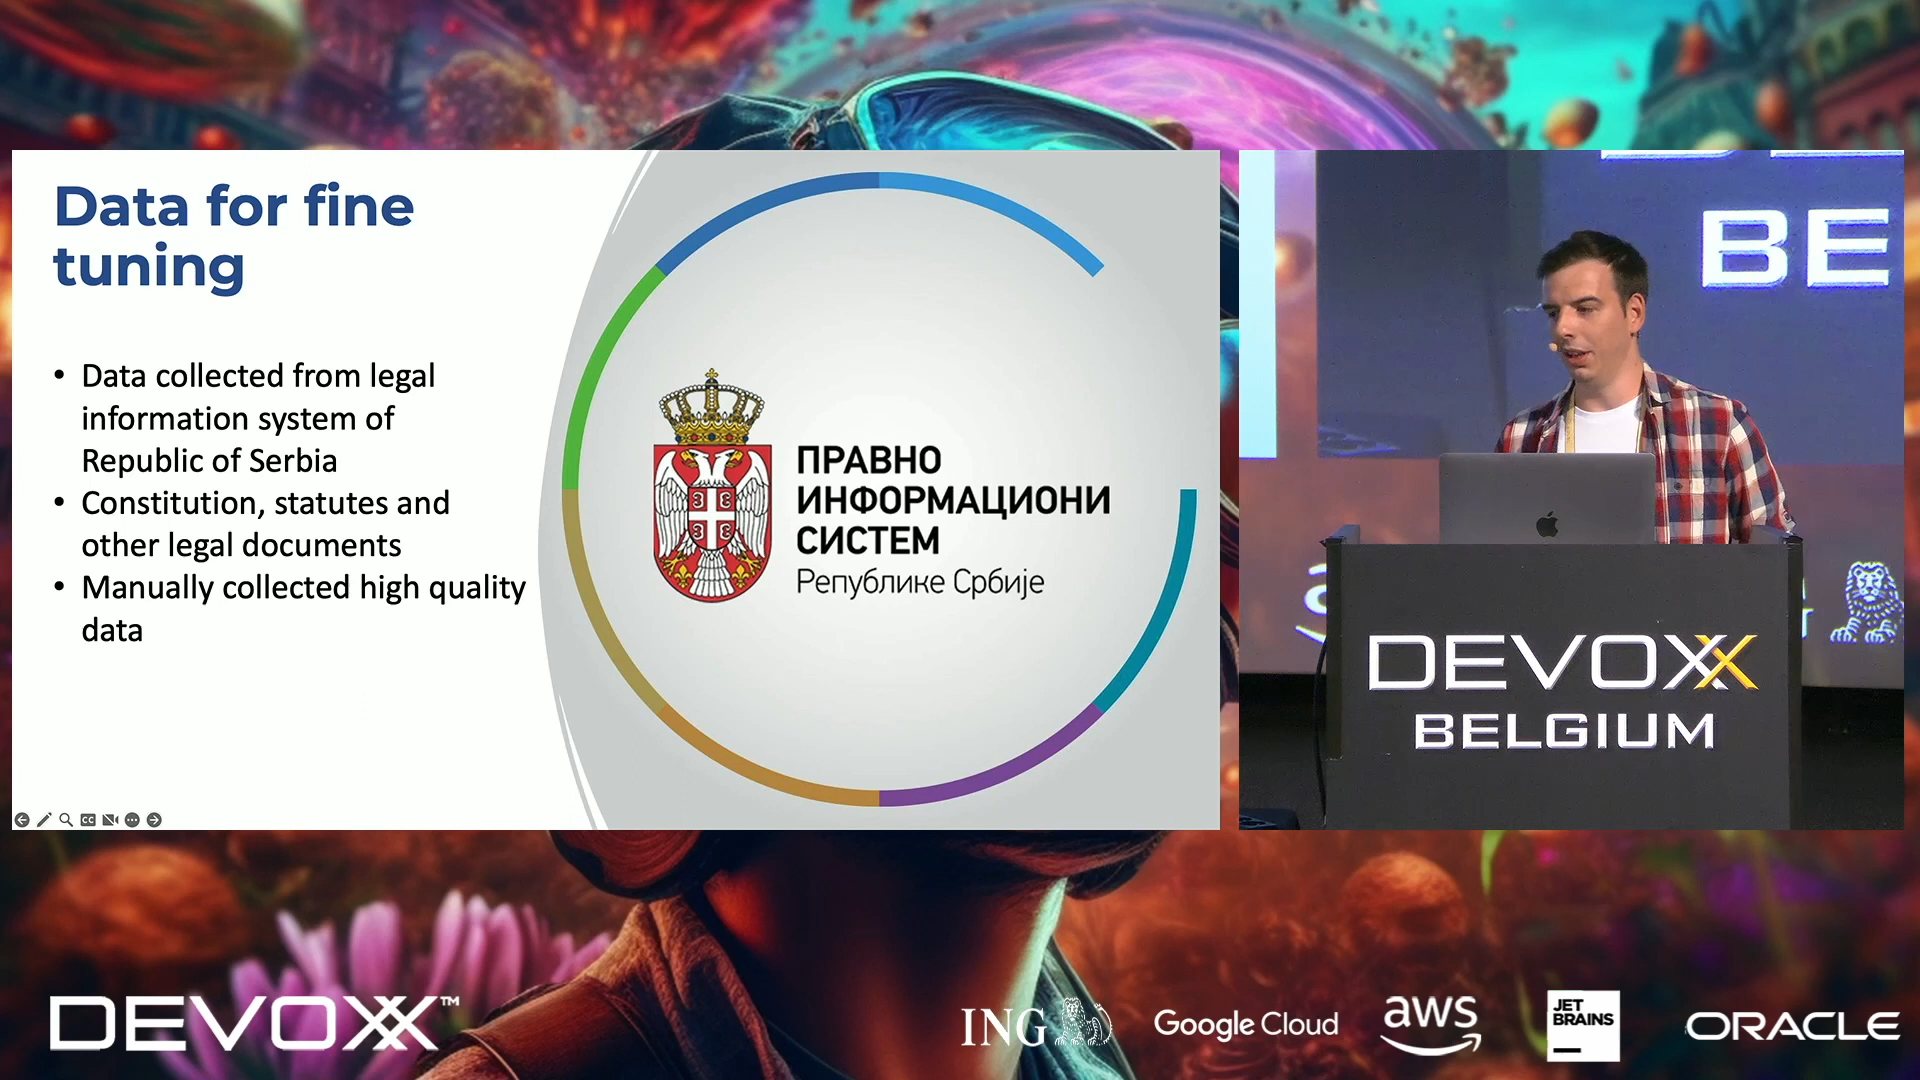 Data for fine
tuning
• Data collected from legal
information system of
Republic of Serbia
• Constitution, statutes and
other legal documents
• Manually collected high quality
data
ПРАВНО
ИНФОРМАЦИОНИ
СИСТЕМ
Републике Србије
CC
BE
DEVOXX
BELGIUM
DEVOXX™
ING
Google Cloud
aws
JET
BRAINS
ORACLE